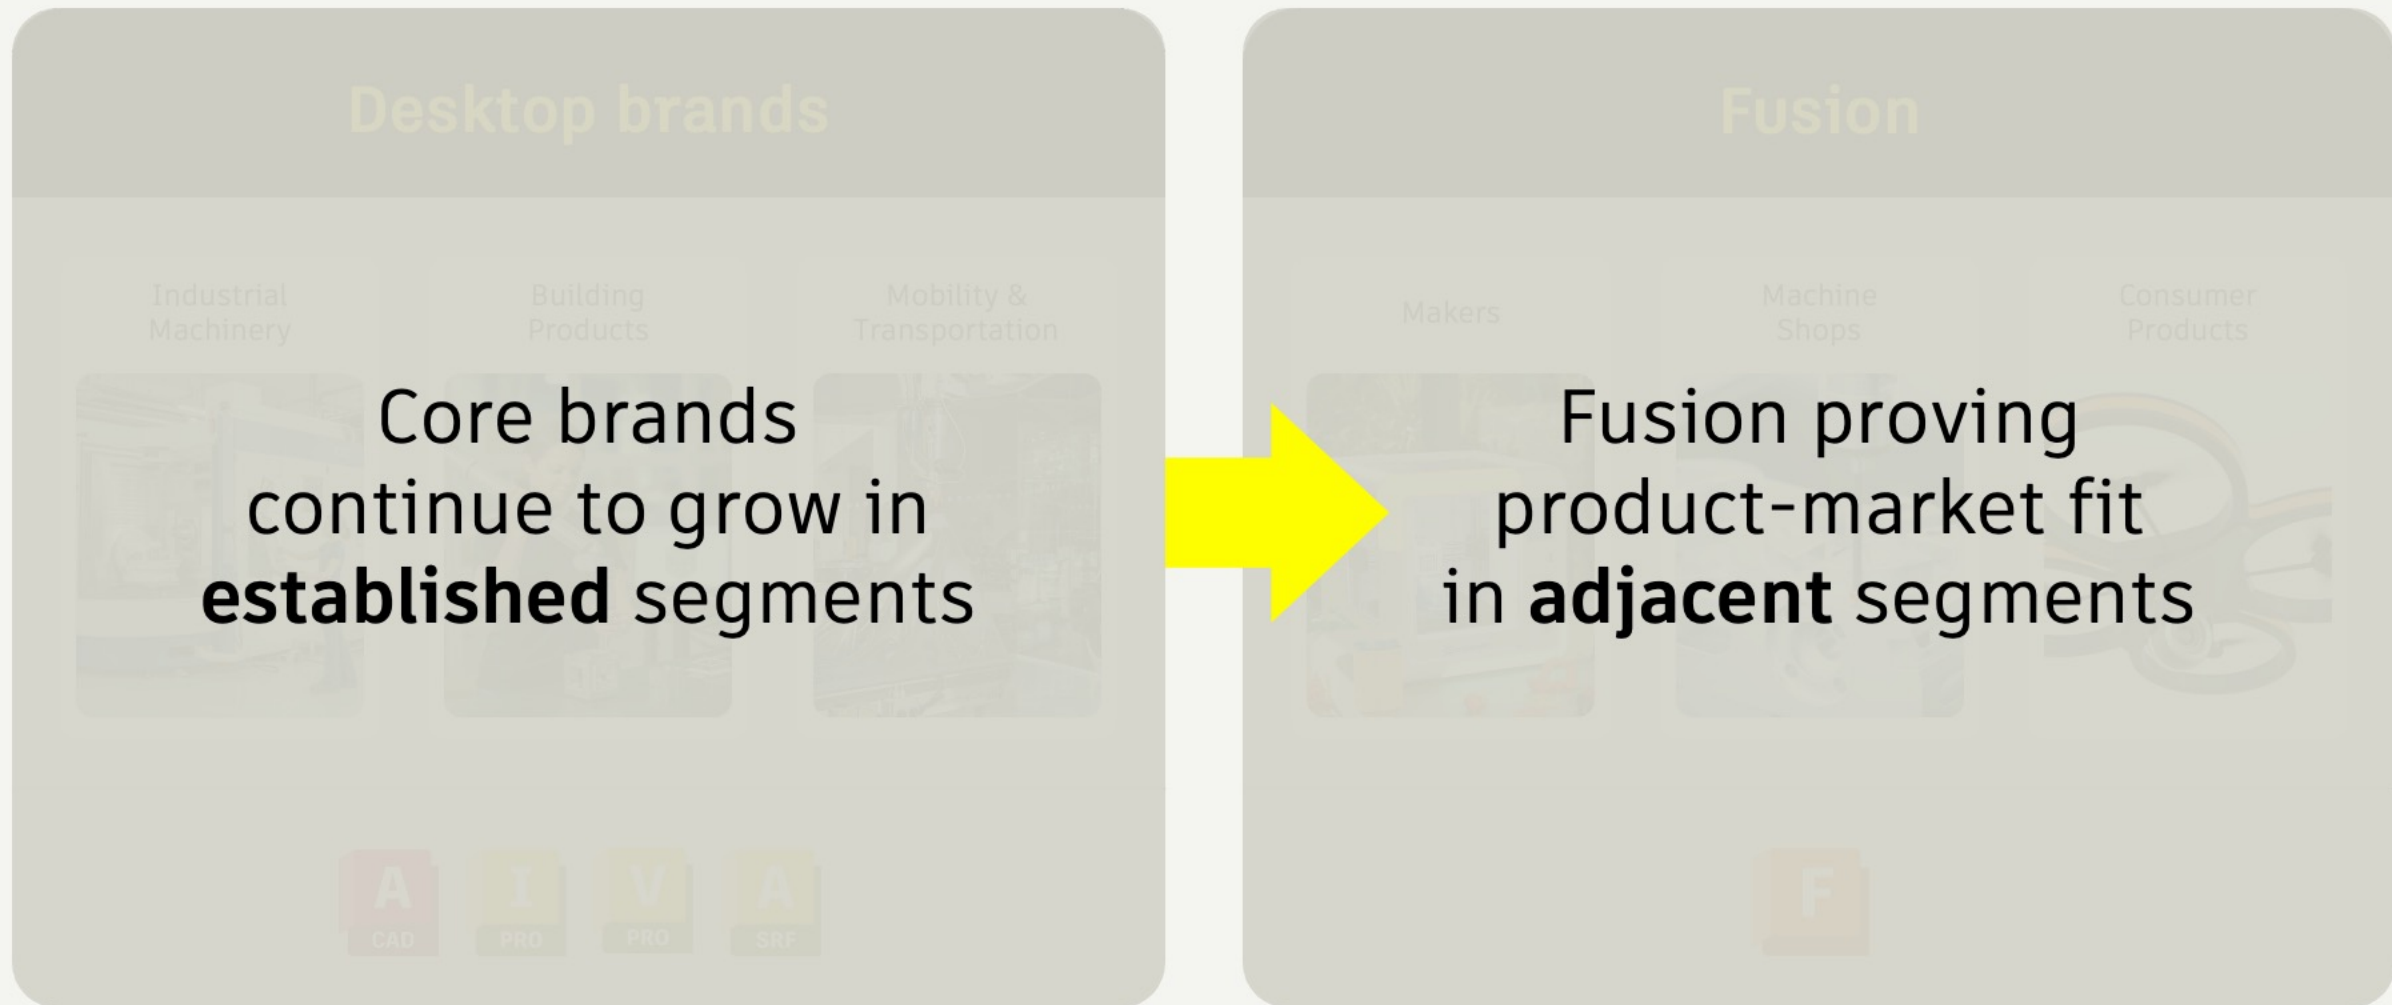 Desktop brands
Industrial
Machinery
Building
Products
Mobility &
Transportation
Core brands
continue to grow in
established segments
A
CAD
I
PRO
V
PRO
A
SRF
Fusion
Makers
Machine
Shops
Consumer
Products
Fusion proving
product-market fit
in adjacent segments
F